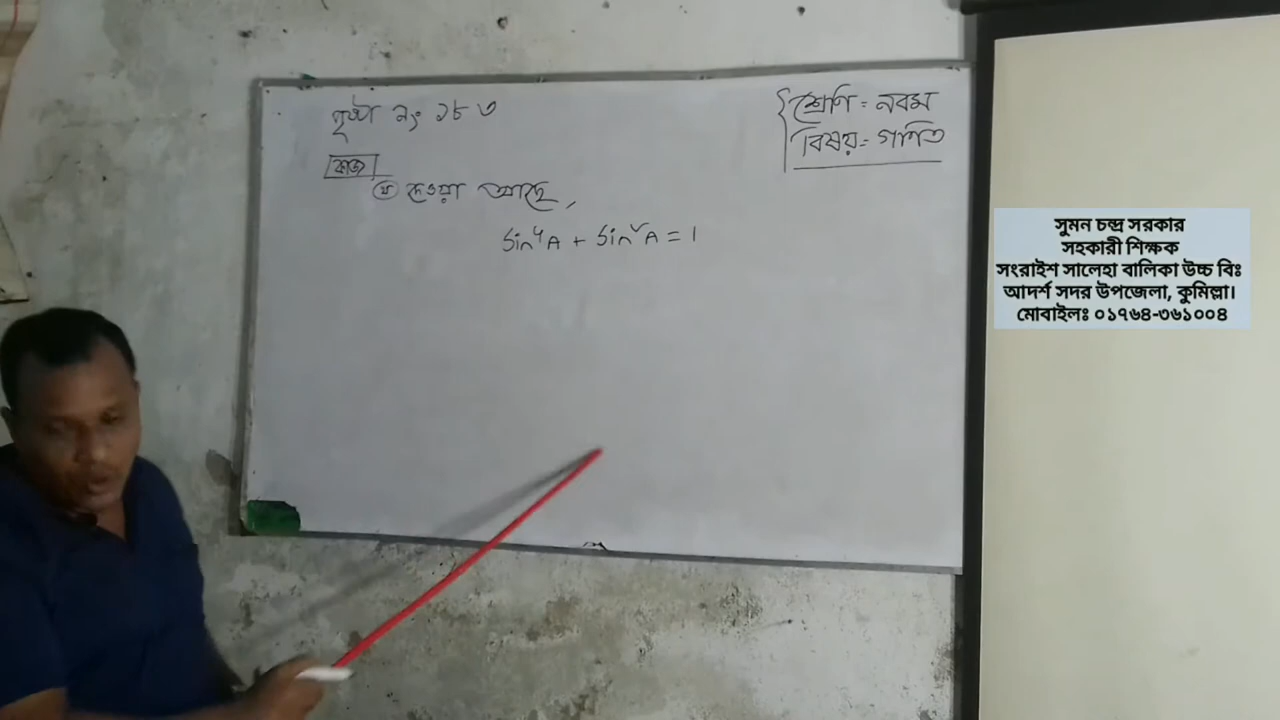 পৃষ্ঠা নং ১৮৩
শ্রেণি : নবম
বিষয়ঃ গণিত
কাজ
দেওয়া আছে,
sin⁴A + sin²A = 1
সুমন চন্দ্র সরকার
সহকারী শিক্ষক
সংরাইশ সালেহা বালিকা উচ্চ বিঃ
আদর্শ সদর উপজেলা, কুমিল্লা।
মোবাইলঃ ০১৭৬৪-৩৬১০০৪